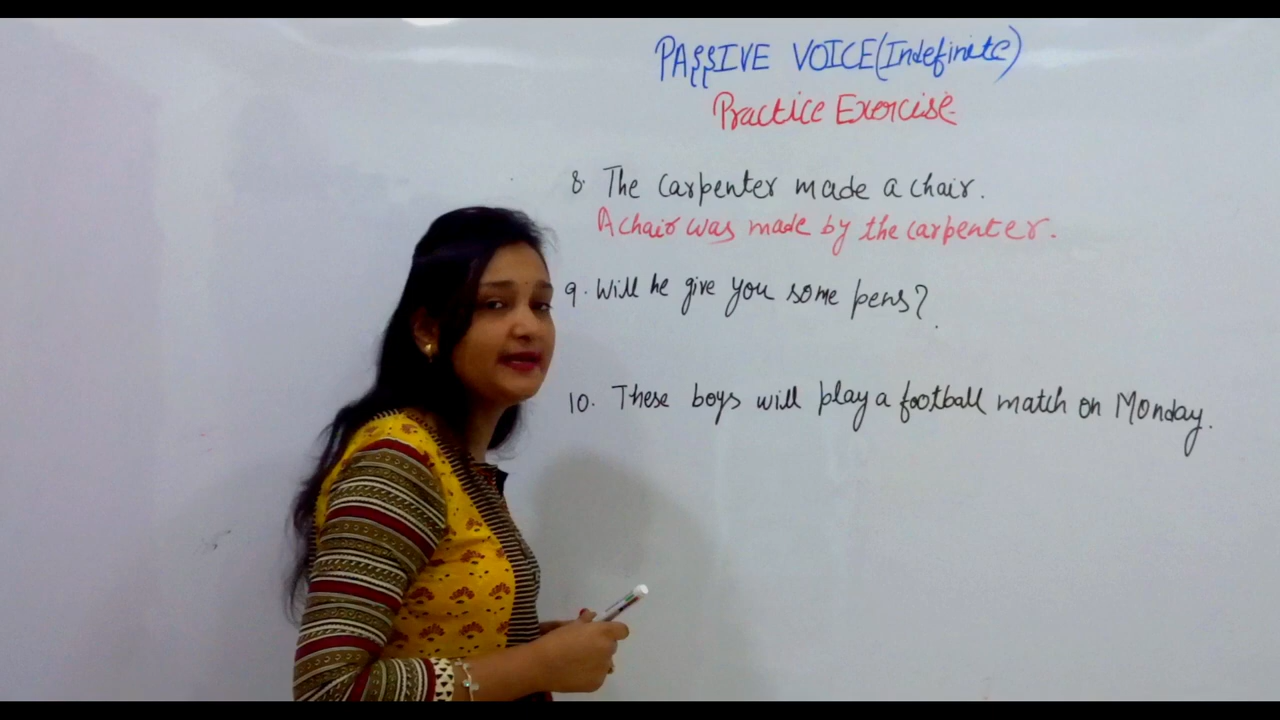 PASSIVE VOICE (Indefinite)
Practice Exercise
8. The carpenter made a chair.
A chair was made by the carpenter.
9. Will he give you some pens?
10. These boys will play a football match on Monday.